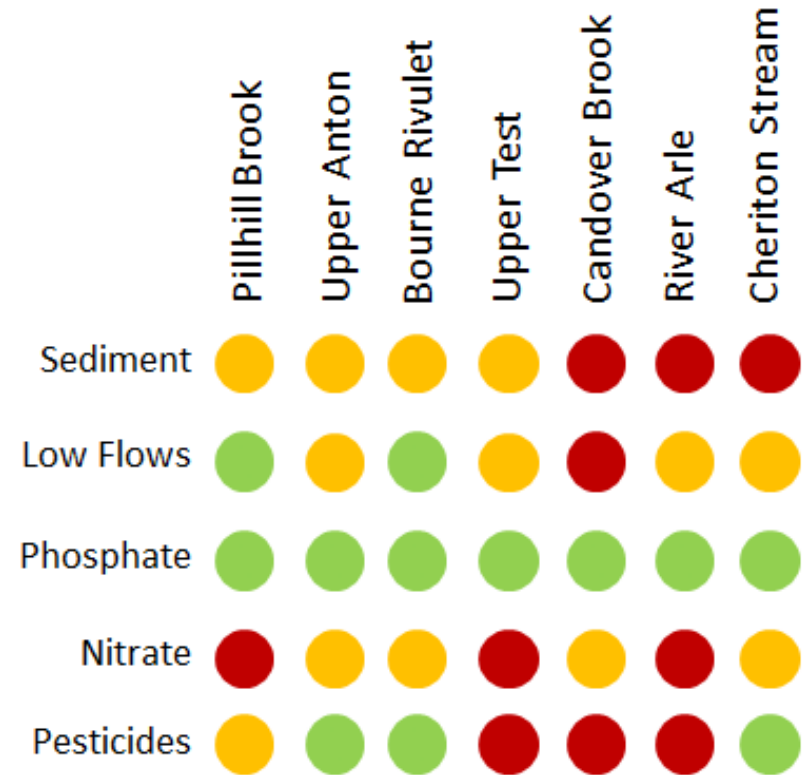 Pillhill Brook
Upper Anton
Bourne Rivulet
Upper Test
Candover Brook
River Arle
Cheriton Stream
Sediment
Low Flows
Phosphate
Nitrate
Pesticides